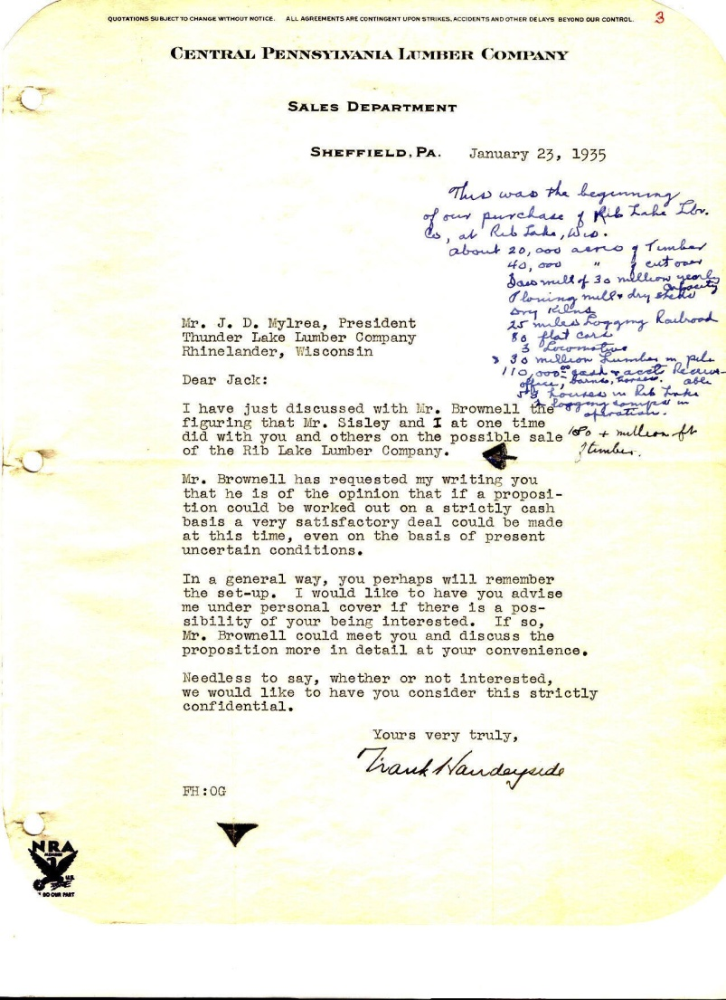 QUOTATIONS SUBJECT TO CHANGE WITHOUT NOTICE. ALL AGREEMENTS ARE CONTINGENT UPON STRIKES, ACCIDENTS AND OTHER DELAYS BEYOND OUR CONTROL.
3
CENTRAL PENNSYLVANIA LUMBER COMPANY
SALES DEPARTMENT
SHEFFIELD, PA. January 23, 1935
This was the beginning
of our purchase of Rib Lake Lbr.
Co, at Rib Lake, Wis.
About 20,000 acres of Timber
40,000 " of cut over
Saw mill of 30 million yearly
capacity
Planing mill & dry sheds
Dry Kilns
25 miles Logging Railroad
80 flat cars
3 Locomotives
30 million Lumber in pile
110,000.00 cash & accts Receiv-
able
office, barns, horses.
houses in Rib Lake
Logging camps in
operation.
180 + million ft
timber.
Mr. J. D. Mylrea, President
Thunder Lake Lumber Company
Rhinelander, Wisconsin
Dear Jack:
I have just discussed with Mr. Brownell the
figuring that Mr. Sisley and I at one time
did with you and others on the possible sale
of the Rib Lake Lumber Company.
Mr. Brownell has requested my writing you
that he is of the opinion that if a proposi-
tion could be worked out on a strictly cash
basis a very satisfactory deal could be made
at this time, even on the basis of present
uncertain conditions.
In a general way, you perhaps will remember
the set-up. I would like to have you advise
me under personal cover if there is a pos-
sibility of your being interested. If so,
Mr. Brownell could meet you and discuss the
proposition more in detail at your convenience.
Needless to say, whether or not interested,
we would like to have you consider this strictly
confidential.
Yours very truly,
Frank Handeyside
FH:OG
NRA
MEMBER
U.S.
WE DO OUR PART